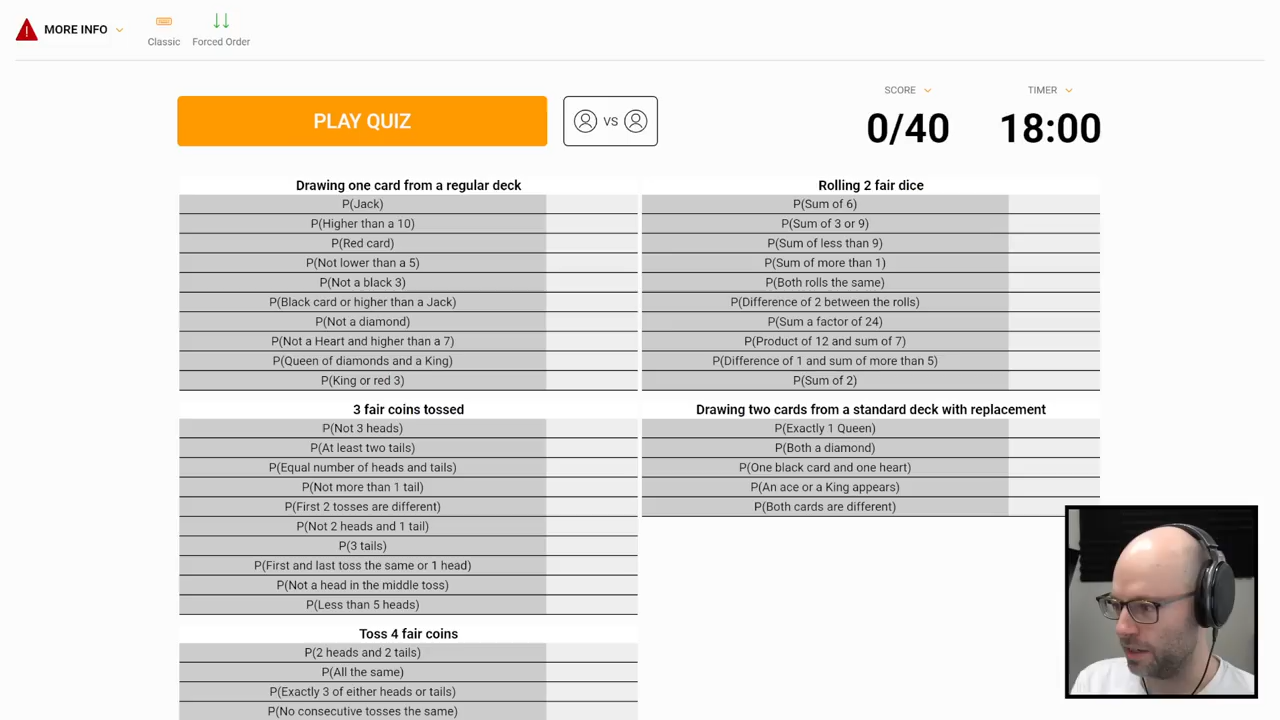 MORE INFO
Classic
Forced Order
PLAY QUIZ
VS
SCORE
0/40
TIMER
18:00
Drawing one card from a regular deck
P(Jack)
P(Higher than a 10)
P(Red card)
P(Not lower than a 5)
P(Not a black 3)
P(Black card or higher than a Jack)
P(Not a diamond)
P(Not a Heart and higher than a 7)
P(Queen of diamonds and a King)
P(King or red 3)
3 fair coins tossed
P(Not 3 heads)
P(At least two tails)
P(Equal number of heads and tails)
P(Not more than 1 tail)
P(First 2 tosses are different)
P(Not 2 heads and 1 tail)
P(3 tails)
P(First and last toss the same or 1 head)
P(Not a head in the middle toss)
P(Less than 5 heads)
Toss 4 fair coins
P(2 heads and 2 tails)
P(All the same)
P(Exactly 3 of either heads or tails)
P(No consecutive tosses the same)
Rolling 2 fair dice
P(Sum of 6)
P(Sum of 3 or 9)
P(Sum of less than 9)
P(Sum of more than 1)
P(Both rolls the same)
P(Difference of 2 between the rolls)
P(Sum a factor of 24)
P(Product of 12 and sum of 7)
P(Difference of 1 and sum of more than 5)
P(Sum of 2)
Drawing two cards from a standard deck with replacement
P(Exactly 1 Queen)
P(Both a diamond)
P(One black card and one heart)
P(An ace or a King appears)
P(Both cards are different)